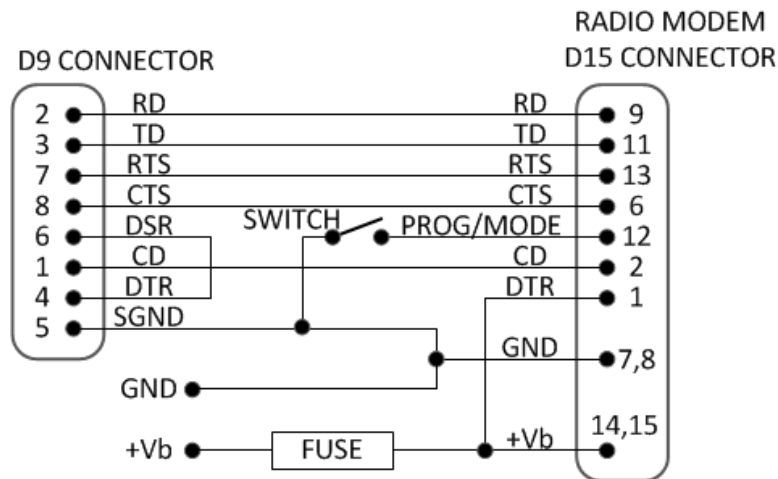 RADIO MODEM
D9 CONNECTOR D15 CONNECTOR
2 RD RD 9
3 TD TD 11
7 RTS RTS 13
8 CTS CTS 6
6 DSR SWITCH PROG/MODE 12
1 CD CD 2
4 DTR DTR 1
5 SGND
GND 7,8
GND
14,15
+Vb FUSE +Vb